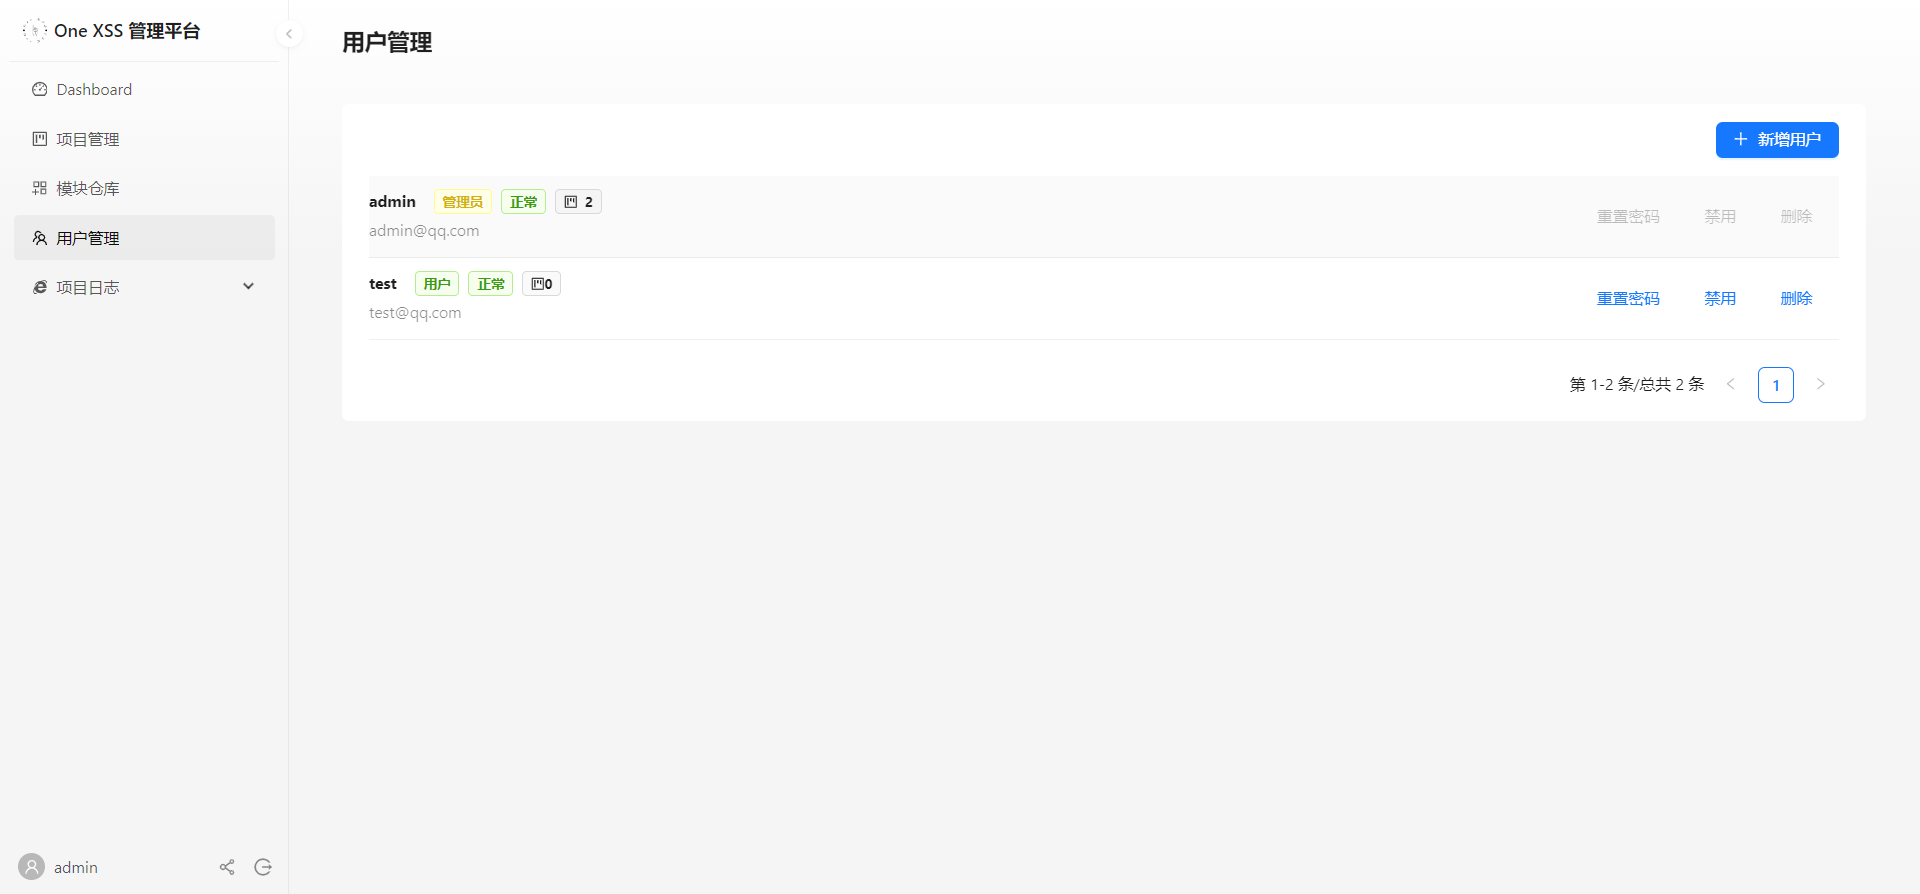 One XSS 管理平台
Dashboard
项目管理
模块仓库
用户管理
项目日志
admin
用户管理
新增用户
admin 管理员 正常 2
admin@qq.com
重置密码 禁用 删除
test 用户 正常 0
test@qq.com
重置密码 禁用 删除
第 1-2 条/总共 2 条 1